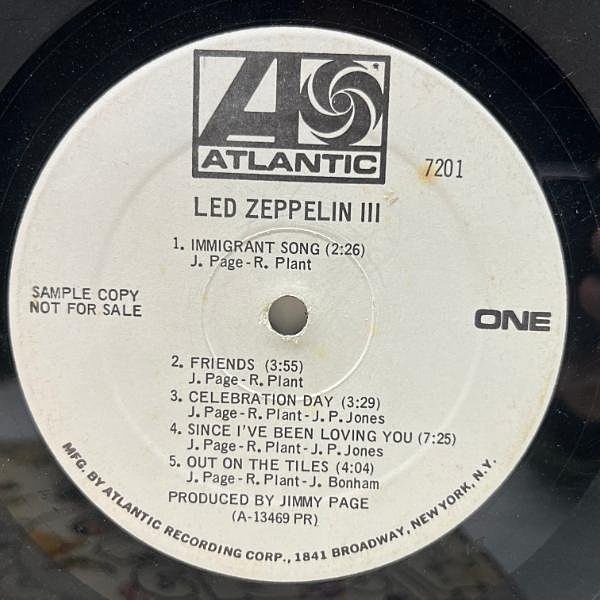 ATLANTIC
7201
LED ZEPPELIN III
1. IMMIGRANT SONG (2:26)
J. Page-R. Plant
SAMPLE COPY
NOT FOR SALE
ONE
2. FRIENDS (3:55)
J. Page-R. Plant
3. CELEBRATION DAY (3:29)
J. Page-R. Plant-J.P. Jones
4. SINCE I'VE BEEN LOVING YOU (7:25)
J. Page-R. Plant-J.P. Jones
5. OUT ON THE TILES (4:04)
J. Page-R. Plant-J. Bonham
PRODUCED BY JIMMY PAGE
(A-13469 PR)
MFG. BY ATLANTIC RECORDING CORP., 1841 BROADWAY, NEW YORK, N.Y.